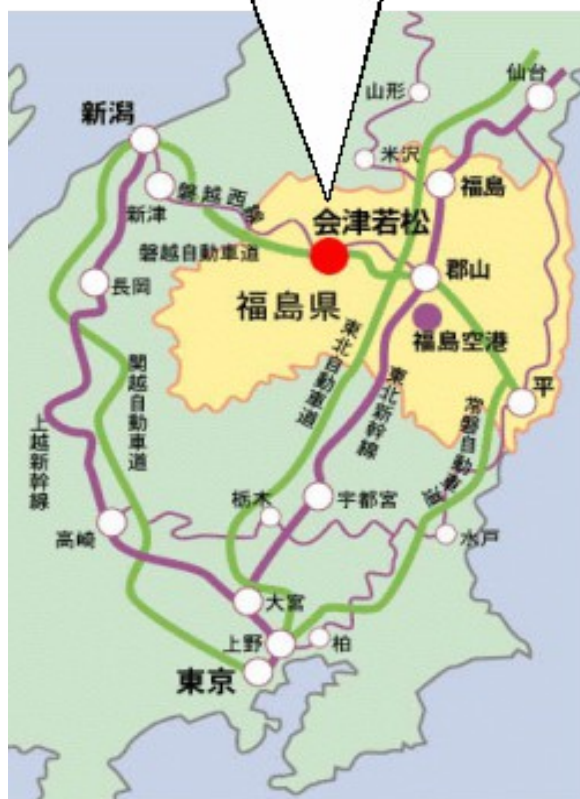 仙台
山形
新潟
米沢
福島
新津
磐越西線
会津若松
磐越自動車道
郡山
長岡
福島県
福島空港
東北自動車道
東北新幹線
平
関越自動車道
上越新幹線
常磐自動車道
栃木
宇都宮
高崎
水戸
大宮
上野
柏
東京